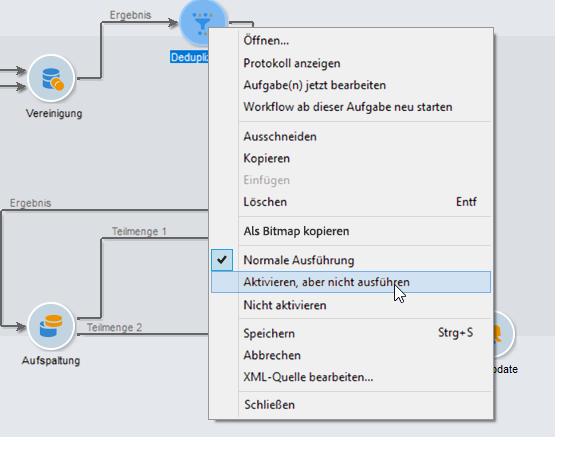 Ergebnis
Vereinigung
Öffnen...
Protokoll anzeigen
Aufgabe(n) jetzt bearbeiten
Workflow ab dieser Aufgabe neu starten
Ausschneiden
Kopieren
Einfügen
Löschen Entf
Als Bitmap kopieren
Normale Ausführung
Aktivieren, aber nicht ausführen
Nicht aktivieren
Speichern Strg+S
Abbrechen
XML-Quelle bearbeiten...
Schließen
Ergebnis
Teilmenge 1
Teilmenge 2
Aufspaltung